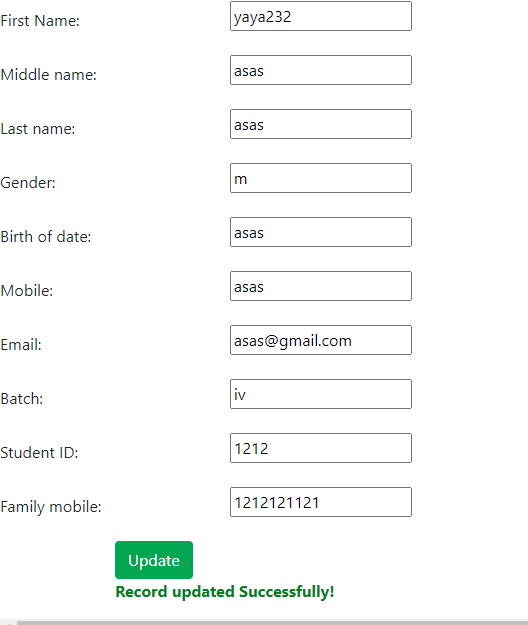 First Name: yaya232
Middle name: asas
Last name: asas
Gender: m
Birth of date: asas
Mobile: asas
Email: asas@gmail.com
Batch: iv
Student ID: 1212
Family mobile: 1212121121
Update
Record updated Successfully!